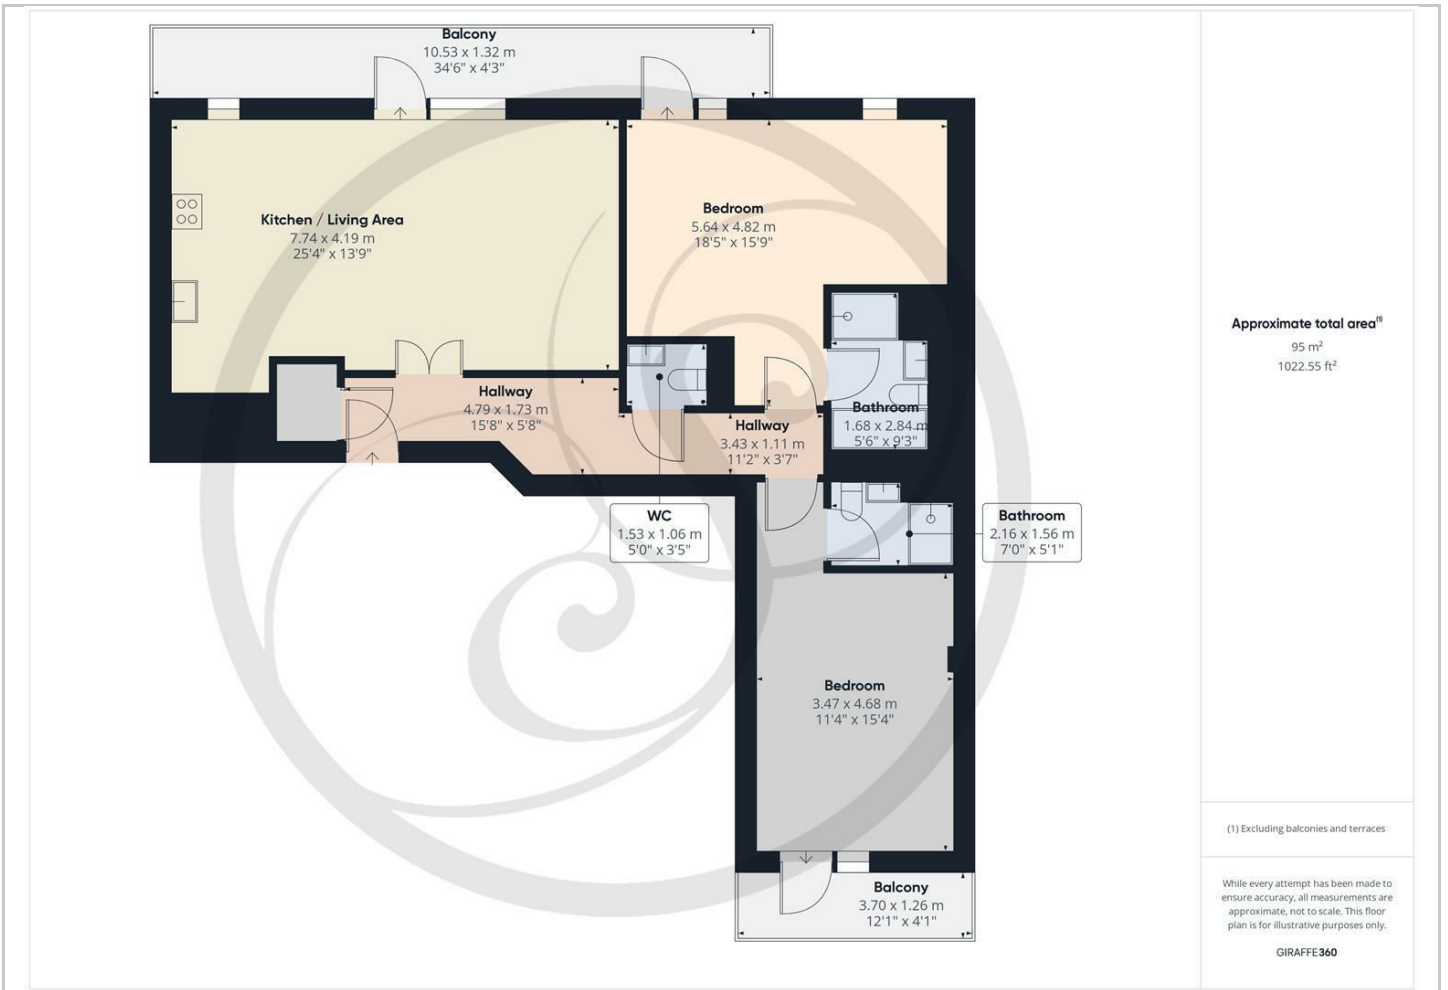 Balcony
10.53 x 1.32 m
34'6" x 4'3"
Kitchen / Living Area
7.74 x 4.19 m
25'4" x 13'9"
Bedroom
5.64 x 4.82 m
18'5" x 15'9"
Hallway
4.79 x 1.73 m
15'8" x 5'8"
Hallway
3.43 x 1.11 m
11'2" x 3'7"
Bathroom
1.68 x 2.84 m
5'6" x 9'3"
WC
1.53 x 1.06 m
5'0" x 3'5"
Bathroom
2.16 x 1.56 m
7'0" x 5'1"
Bedroom
3.47 x 4.68 m
11'4" x 15'4"
Balcony
3.70 x 1.26 m
12'1" x 4'1"
Approximate total area⁽¹⁾
95 m²
1022.55 ft²
(1) Excluding balconies and terraces
While every attempt has been made to
ensure accuracy, all measurements are
approximate, not to scale. This floor
plan is for illustrative purposes only.
GIRAFFE360